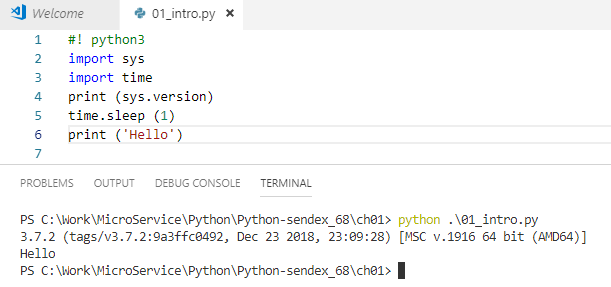 Welcome 01_intro.py ×
1 #! python3
2 import sys
3 import time
4 print (sys.version)
5 time.sleep (1)
6 print ('Hello')
7
PROBLEMS OUTPUT DEBUG CONSOLE TERMINAL
PS C:\Work\MicroService\Python\Python-sendex_68\ch01> python .\01_intro.py
3.7.2 (tags/v3.7.2:9a3ffc0492, Dec 23 2018, 23:09:28) [MSC v.1916 64 bit (AMD64)]
Hello
PS C:\Work\MicroService\Python\Python-sendex_68\ch01>